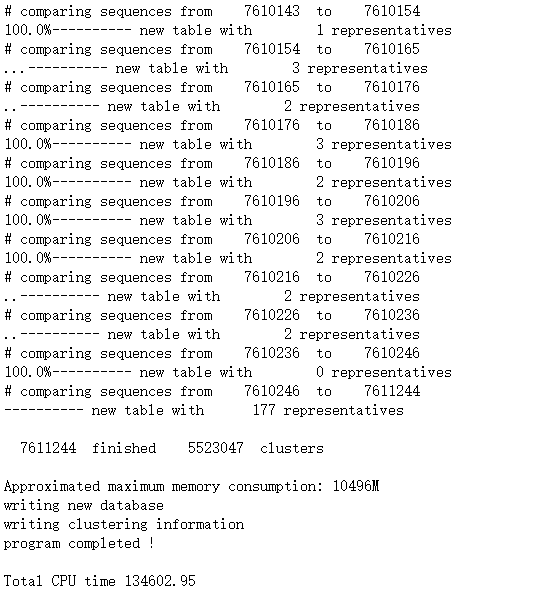 # comparing sequences from    7610143  to    7610154
100.0%---------- new table with        1 representatives
# comparing sequences from    7610154  to    7610165
...---------- new table with        3 representatives
# comparing sequences from    7610165  to    7610176
..---------- new table with        2 representatives
# comparing sequences from    7610176  to    7610186
100.0%---------- new table with        3 representatives
# comparing sequences from    7610186  to    7610196
100.0%---------- new table with        2 representatives
# comparing sequences from    7610196  to    7610206
100.0%---------- new table with        3 representatives
# comparing sequences from    7610206  to    7610216
100.0%---------- new table with        2 representatives
# comparing sequences from    7610216  to    7610226
..---------- new table with        2 representatives
# comparing sequences from    7610226  to    7610236
..---------- new table with        2 representatives
# comparing sequences from    7610236  to    7610246
100.0%---------- new table with        0 representatives
# comparing sequences from    7610246  to    7611244
---------- new table with      177 representatives
  7611244  finished    5523047  clusters
Approximated maximum memory consumption: 10496M
writing new database
writing clustering information
program completed !
Total CPU time 134602.95